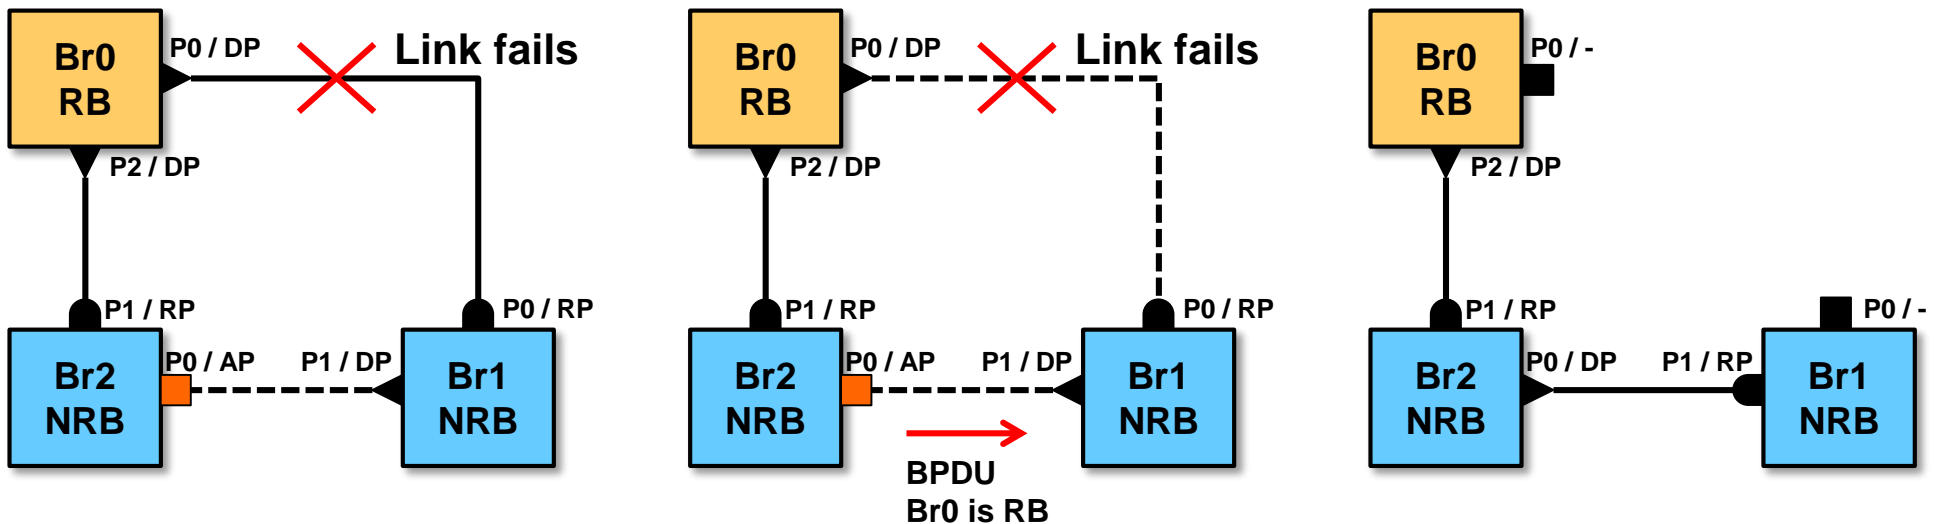 Br0
RB
P0 / DP
Link fails
P2 / DP
P1 / RP
P0 / RP
Br2
NRB
P0 / AP
P1 / DP
Br1
NRB
Br0
RB
P0 / DP
Link fails
P2 / DP
P1 / RP
P0 / RP
Br2
NRB
P0 / AP
P1 / DP
Br1
NRB
BPDU
Br0 is RB
Br0
RB
P0 / -
P2 / DP
P1 / RP
P0 / -
Br2
NRB
P0 / DP
P1 / RP
Br1
NRB